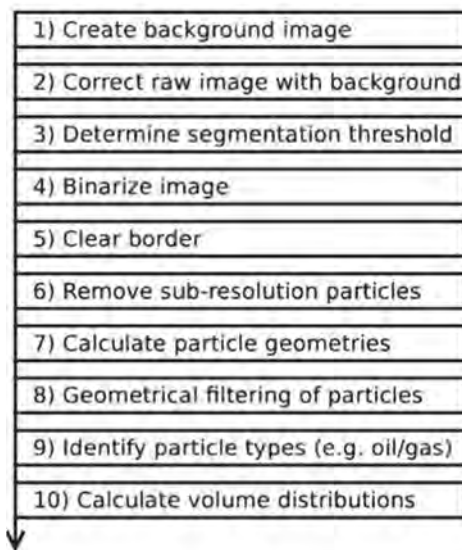 1) Create background image
2) Correct raw image with background
3) Determine segmentation threshold
4) Binarize image
5) Clear border
6) Remove sub-resolution particles
7) Calculate particle geometries
8) Geometrical filtering of particles
9) Identify particle types (e.g. oil/gas)
10) Calculate volume distributions